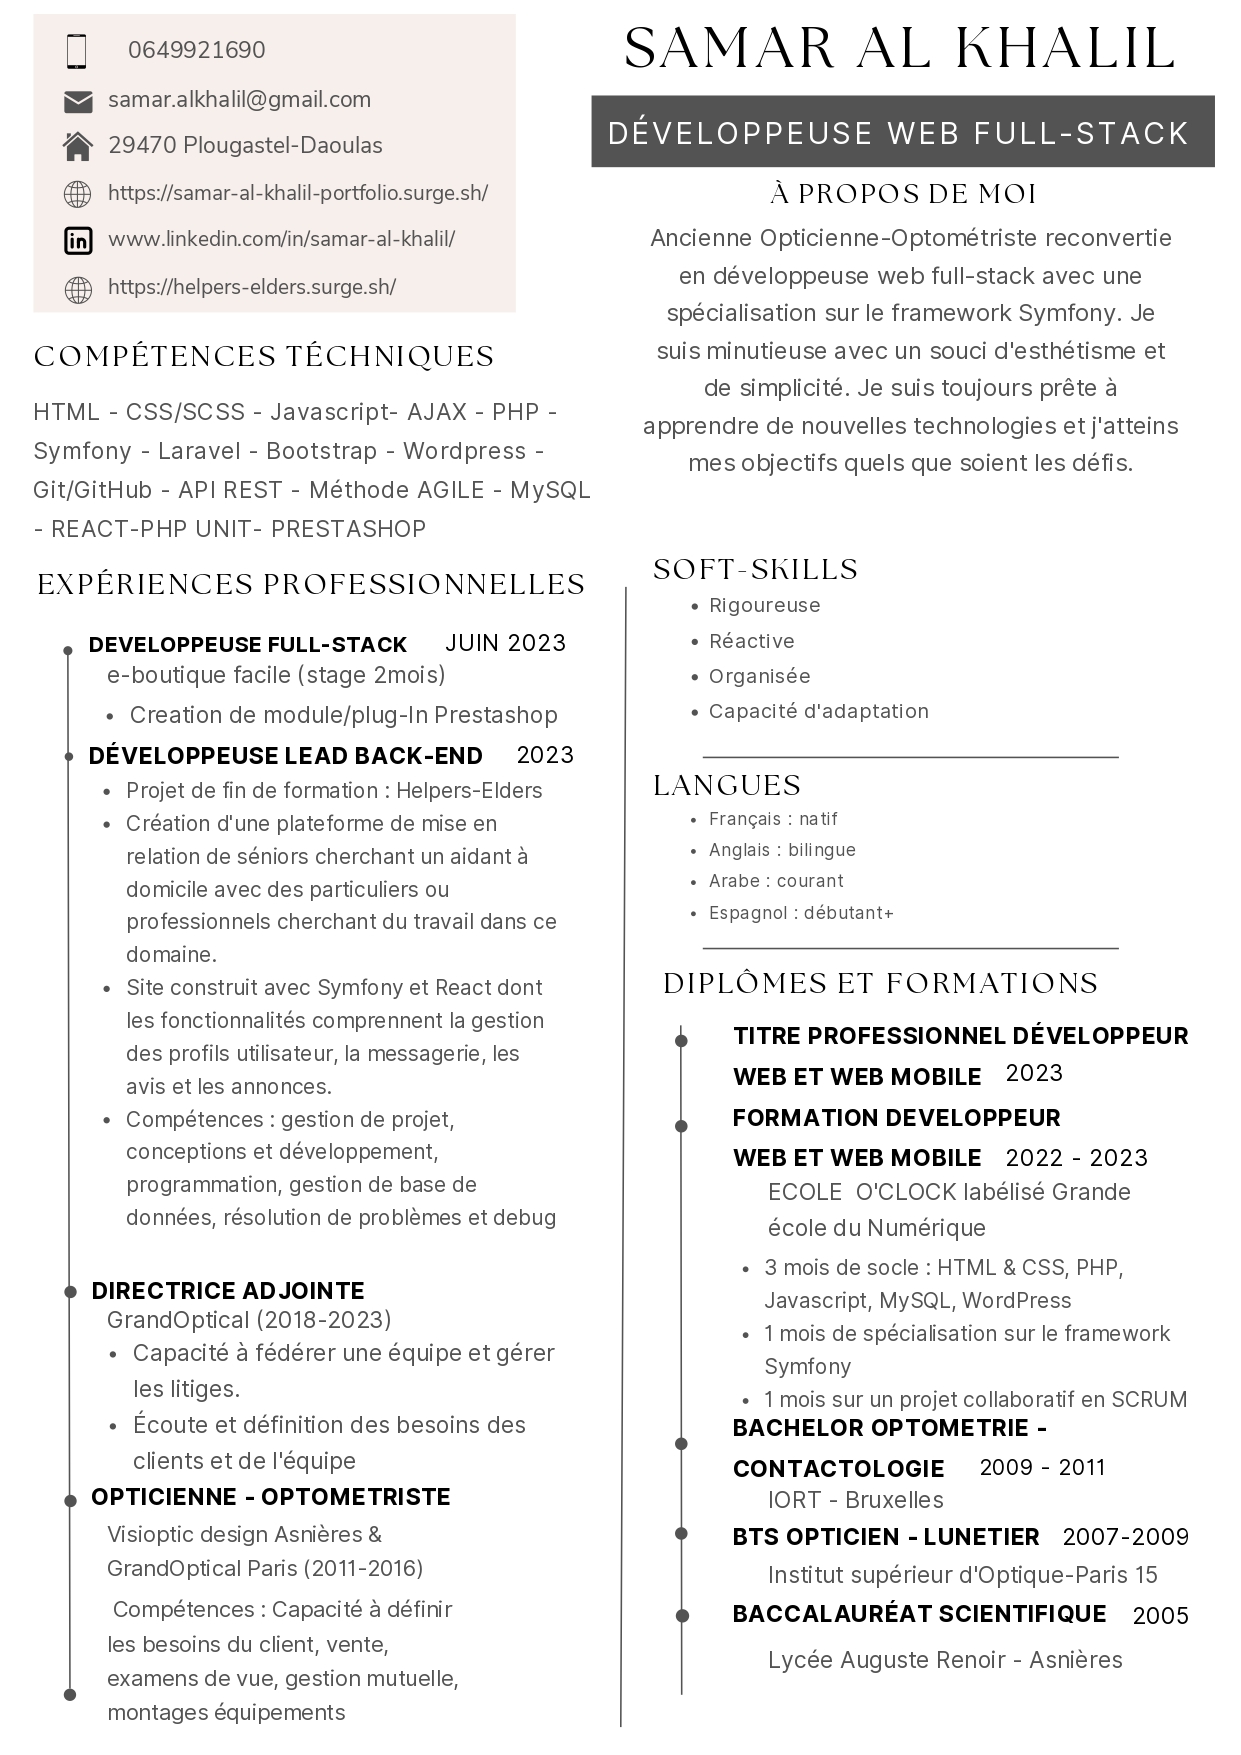 0649921690
samar.alkhalil@gmail.com
29470 Plougastel-Daoulas
https://samar-al-khalil-portfolio.surge.sh/
www.linkedin.com/in/samar-al-khalil/
https://helpers-elders.surge.sh/
SAMAR AL KHALIL
DÉVELOPPEUSE WEB FULL-STACK
À PROPOS DE MOI
Ancienne Opticienne-Optométriste reconvertie
en développeuse web full-stack avec une
spécialisation sur le framework Symfony. Je
suis minutieuse avec un souci d'esthétisme et
de simplicité. Je suis toujours prête à
apprendre de nouvelles technologies et j'atteins
mes objectifs quels que soient les défis.
COMPÉTENCES TÉCHNIQUES
HTML - CSS/SCSS - Javascript- AJAX - PHP -
Symfony - Laravel - Bootstrap - Wordpress -
Git/GitHub - API REST - Méthode AGILE - MySQL
- REACT-PHP UNIT- PRESTASHOP
EXPÉRIENCES PROFESSIONNELLES
DEVELOPPEUSE FULL-STACK JUIN 2023
e-boutique facile (stage 2mois)
• Creation de module/plug-In Prestashop
DÉVELOPPEUSE LEAD BACK-END 2023
• Projet de fin de formation : Helpers-Elders
• Création d'une plateforme de mise en
relation de séniors cherchant un aidant à
domicile avec des particuliers ou
professionnels cherchant du travail dans ce
domaine.
• Site construit avec Symfony et React dont
les fonctionnalités comprennent la gestion
des profils utilisateur, la messagerie, les
avis et les annonces.
• Compétences : gestion de projet,
conceptions et développement,
programmation, gestion de base de
données, résolution de problèmes et debug
DIRECTRICE ADJOINTE
GrandOptical (2018-2023)
• Capacité à fédérer une équipe et gérer
les litiges.
• Écoute et définition des besoins des
clients et de l'équipe
OPTICIENNE - OPTOMETRISTE
Visioptic design Asnières &
GrandOptical Paris (2011-2016)
Compétences : Capacité à définir
les besoins du client, vente,
examens de vue, gestion mutuelle,
montages équipements
SOFT-SKILLS
• Rigoureuse
• Réactive
• Organisée
• Capacité d'adaptation
LANGUES
• Français : natif
• Anglais : bilingue
• Arabe : courant
• Espagnol : débutant+
DIPLÔMES ET FORMATIONS
TITRE PROFESSIONNEL DÉVELOPPEUR
WEB ET WEB MOBILE 2023
FORMATION DEVELOPPEUR
WEB ET WEB MOBILE 2022 - 2023
ECOLE O'CLOCK labélisé Grande
école du Numérique
• 3 mois de socle : HTML & CSS, PHP,
Javascript, MySQL, WordPress
• 1 mois de spécialisation sur le framework
Symfony
• 1 mois sur un projet collaboratif en SCRUM
BACHELOR OPTOMETRIE -
CONTACTOLOGIE 2009 - 2011
IORT - Bruxelles
BTS OPTICIEN - LUNETIER 2007-2009
Institut supérieur d'Optique-Paris 15
BACCALAURÉAT SCIENTIFIQUE 2005
Lycée Auguste Renoir - Asnières